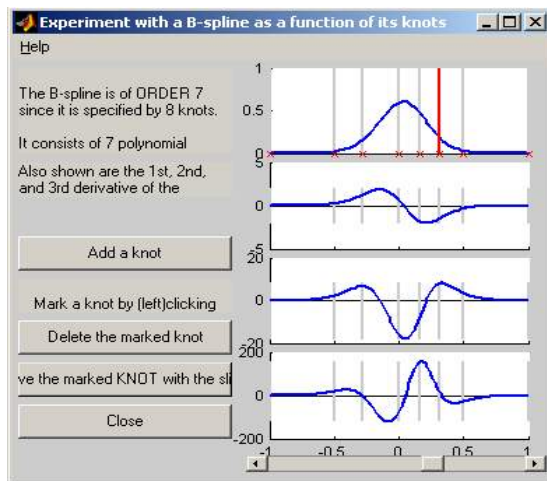 Experiment with a B-spline as a function of its knots
Help
The B-spline is of ORDER 7
since it is specified by 8 knots.
It consists of 7 polynomial
Also shown are the 1st, 2nd,
and 3rd derivative of the
Add a knot
Mark a knot by (left)clicking
Delete the marked knot
ve the marked KNOT with the sli
Close
1
0.5
0
5
0
-5
20
0
-20
200
0
-200
-1 -0.5 0 0.5 1